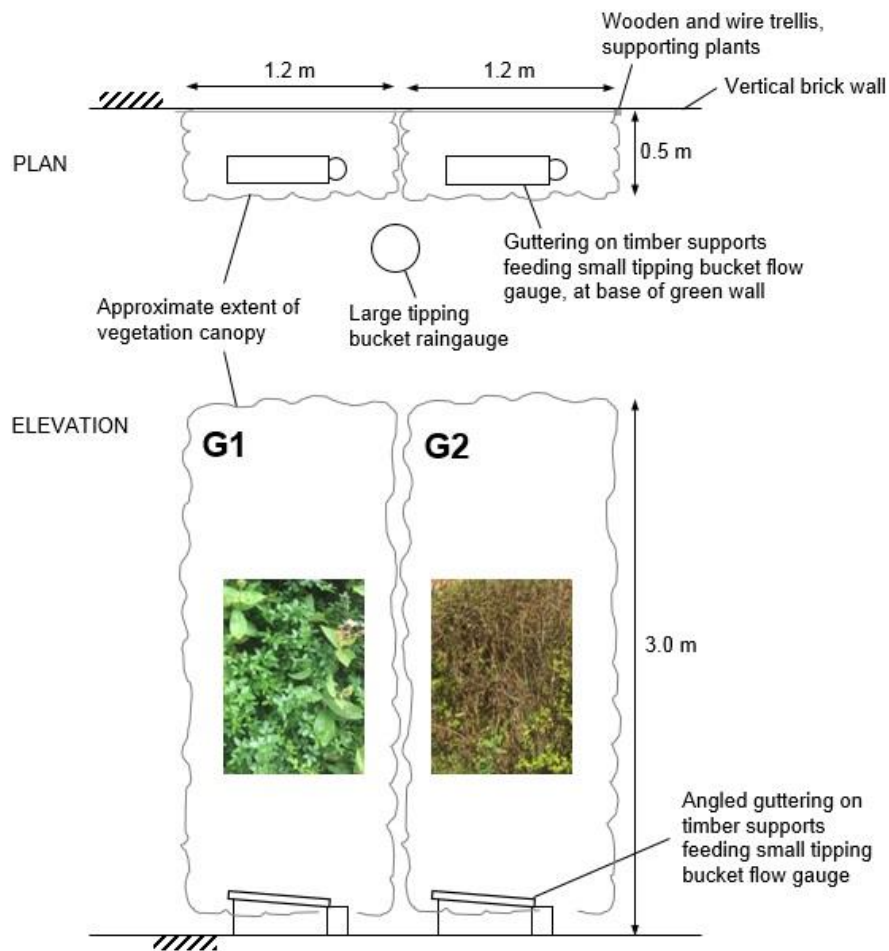 Wooden and wire trellis,
supporting plants
1.2 m
1.2 m
Vertical brick wall
PLAN
0.5 m
Guttering on timber supports
feeding small tipping bucket flow
gauge, at base of green wall
Approximate extent of
vegetation canopy
Large tipping
bucket raingauge
ELEVATION
G1
G2
3.0 m
Angled guttering on
timber supports
feeding small tipping
bucket flow gauge